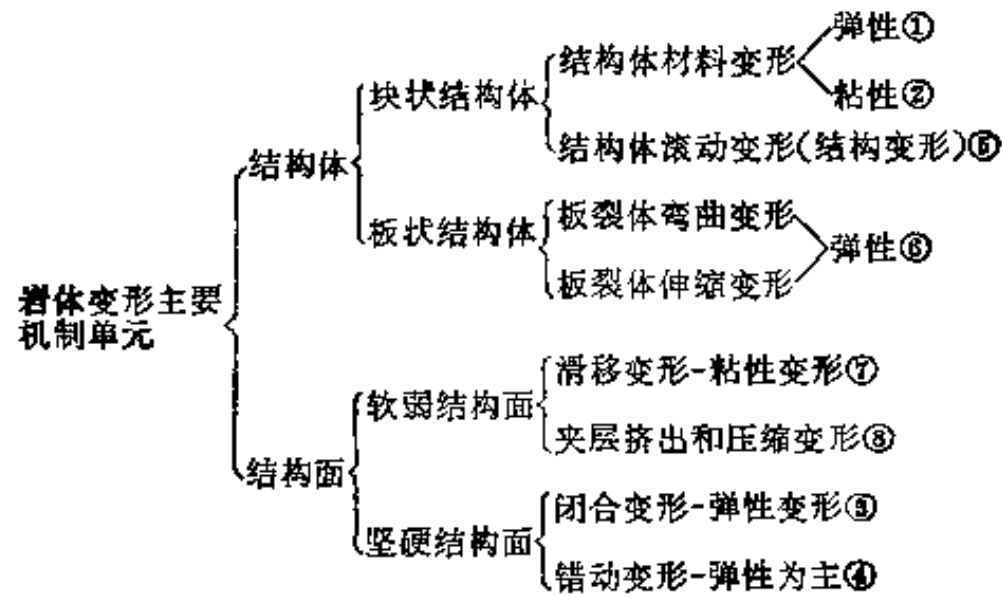 岩体变形主要
机制单元
结构体
块状结构体
结构体材料变形
弹性①
粘性②
结构体滚动变形(结构变形)⑤
板状结构体
板裂体弯曲变形
板裂体伸缩变形
弹性⑥
结构面
软弱结构面
滑移变形-粘性变形⑦
夹层挤出和压缩变形⑧
坚硬结构面
闭合变形-弹性变形③
错动变形-弹性为主④